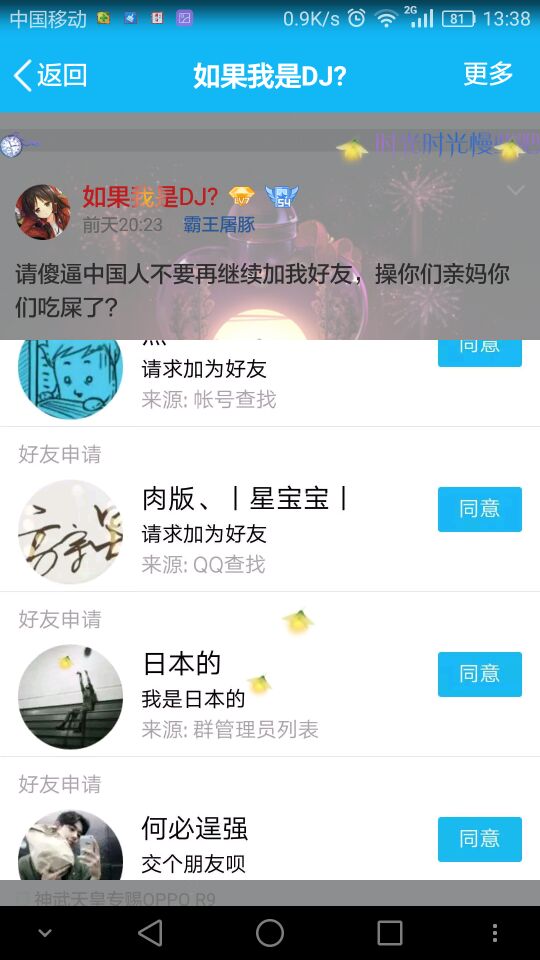 中国移动 0.9K/s 2G 81 13:38
返回 如果我是DJ? 更多
时光时光慢
如果我是DJ? LV7 54
前天20:23 霸王屠豚
请傻逼中国人不要再继续加我好友，操你们亲妈你
们吃屎了？
同意
请求加为好友
来源: 帐号查找
好友申请
肉版、丨星宝宝丨
同意
请求加为好友
来源: QQ查找
好友申请
日本的
同意
我是日本的
来源: 群管理员列表
好友申请
何必逞强
同意
交个朋友呗
神武天皇专赐OPPO R9